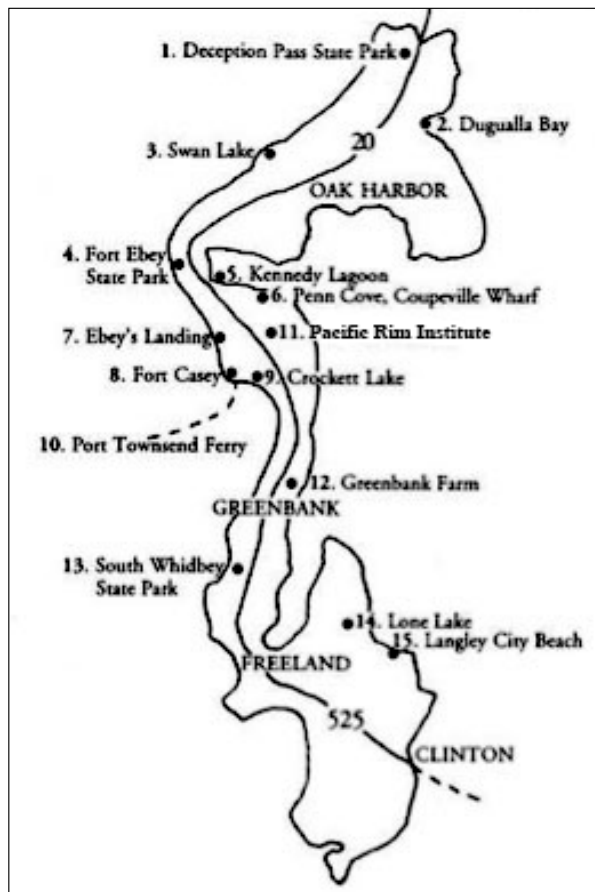 1. Deception Pass State Park
2. Dugualla Bay
20
3. Swan Lake
OAK HARBOR
4. Fort Ebey
State Park
5. Kennedy Lagoon
6. Penn Cove, Coupeville Wharf
7. Ebey's Landing
11. Pacific Rim Institute
8. Fort Casey
9. Crockett Lake
10. Port Townsend Ferry
12. Greenbank Farm
GREENBANK
13. South Whidbey
State Park
14. Lone Lake
15. Langley City Beach
FREELAND
525
CLINTON